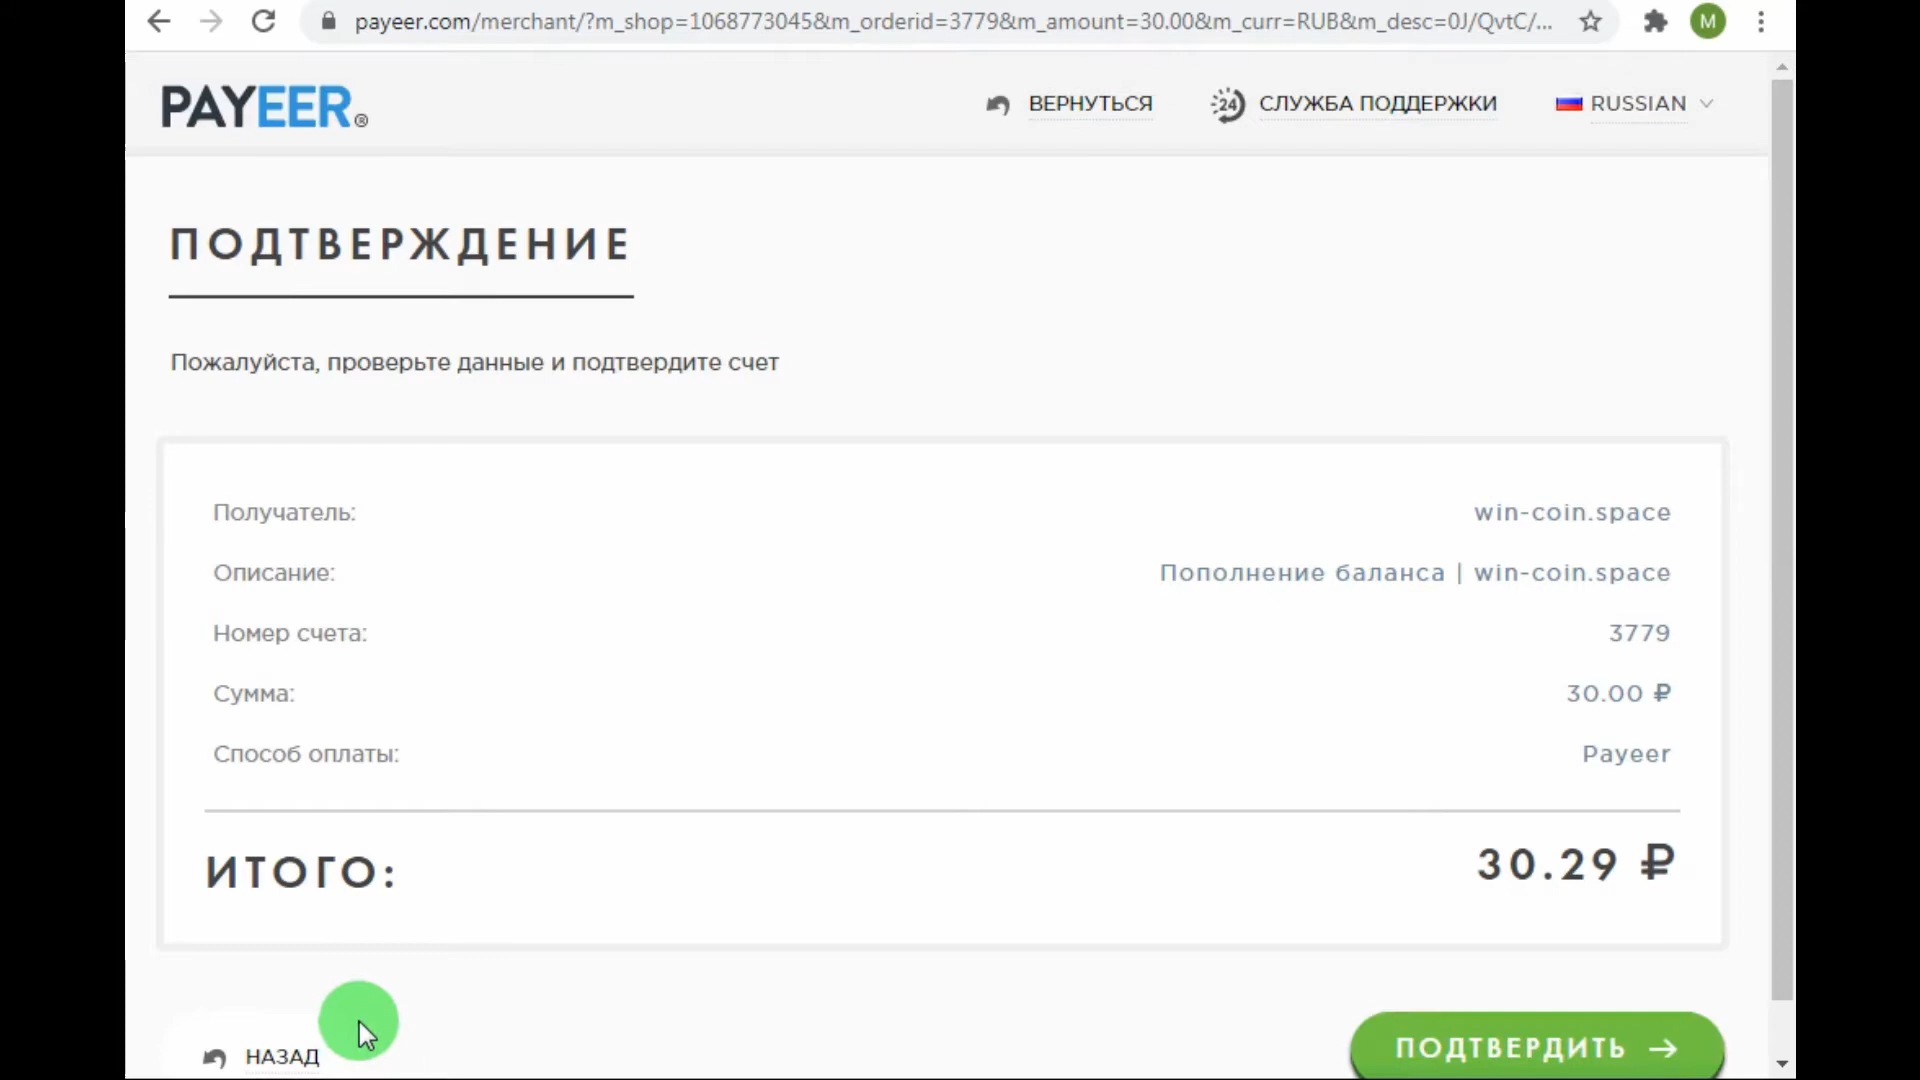 payeer.com/merchant/?m_shop=1068773045&m_orderid=3779&m_amount=30.00&m_curr=RUB&m_desc=0J/QvtC/...
M
PAYEER®
ВЕРНУТЬСЯ
24 СЛУЖБА ПОДДЕРЖКИ
RUSSIAN
ПОДТВЕРЖДЕНИЕ
Пожалуйста, проверьте данные и подтвердите счет
Получатель: win-coin.space
Описание: Пополнение баланса | win-coin.space
Номер счета: 3779
Сумма: 30.00 ₽
Способ оплаты: Payeer
ИТОГО: 30.29 ₽
НАЗАД
ПОДТВЕРДИТЬ →